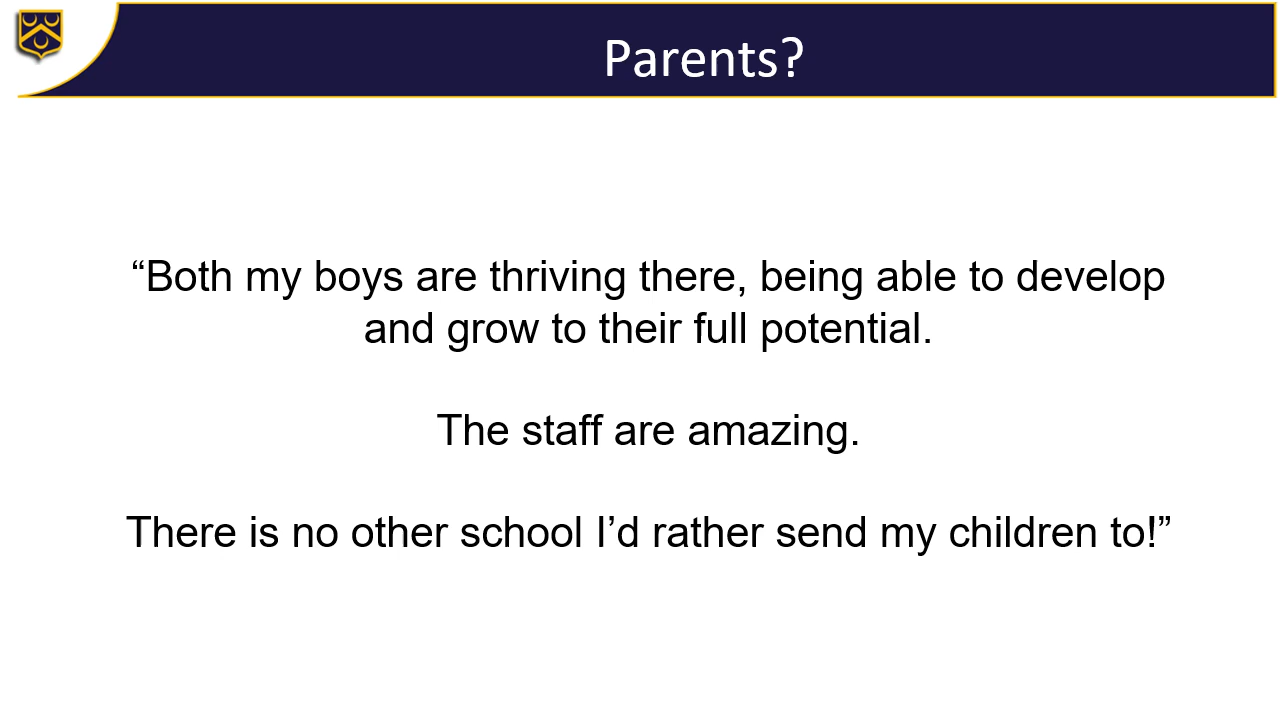 Parents?
“Both my boys are thriving there, being able to develop
and grow to their full potential.
The staff are amazing.
There is no other school I’d rather send my children to!”